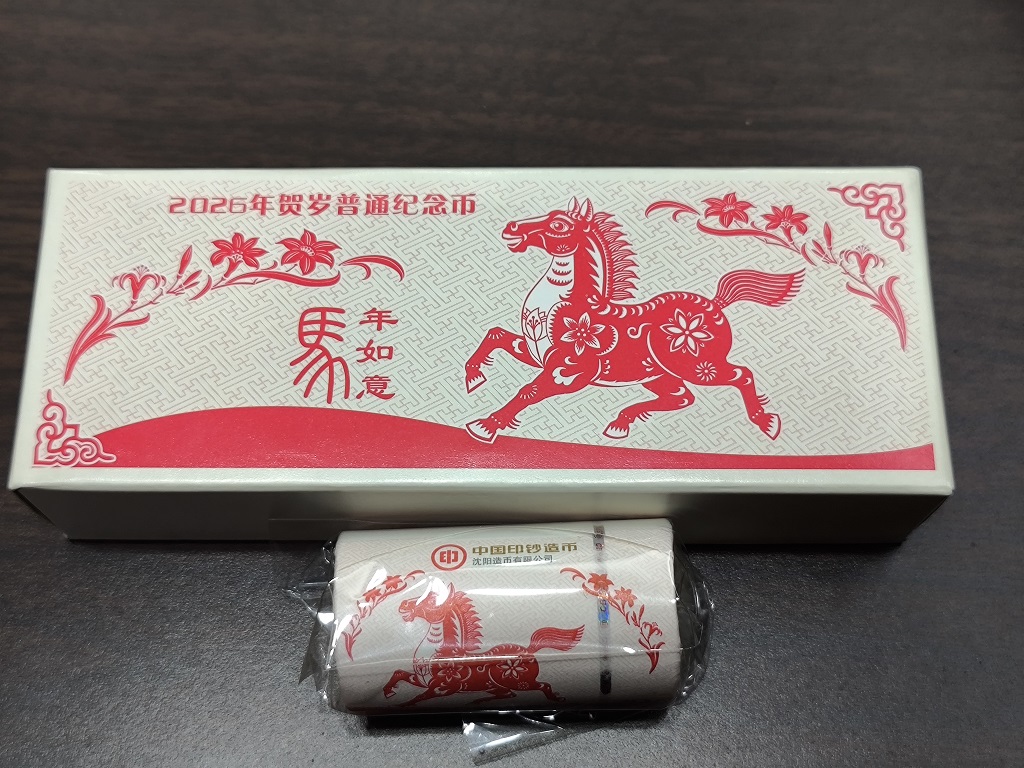 2026年贺岁普通纪念币
馬年如意
中国印钞造币
沈阳造币有限公司